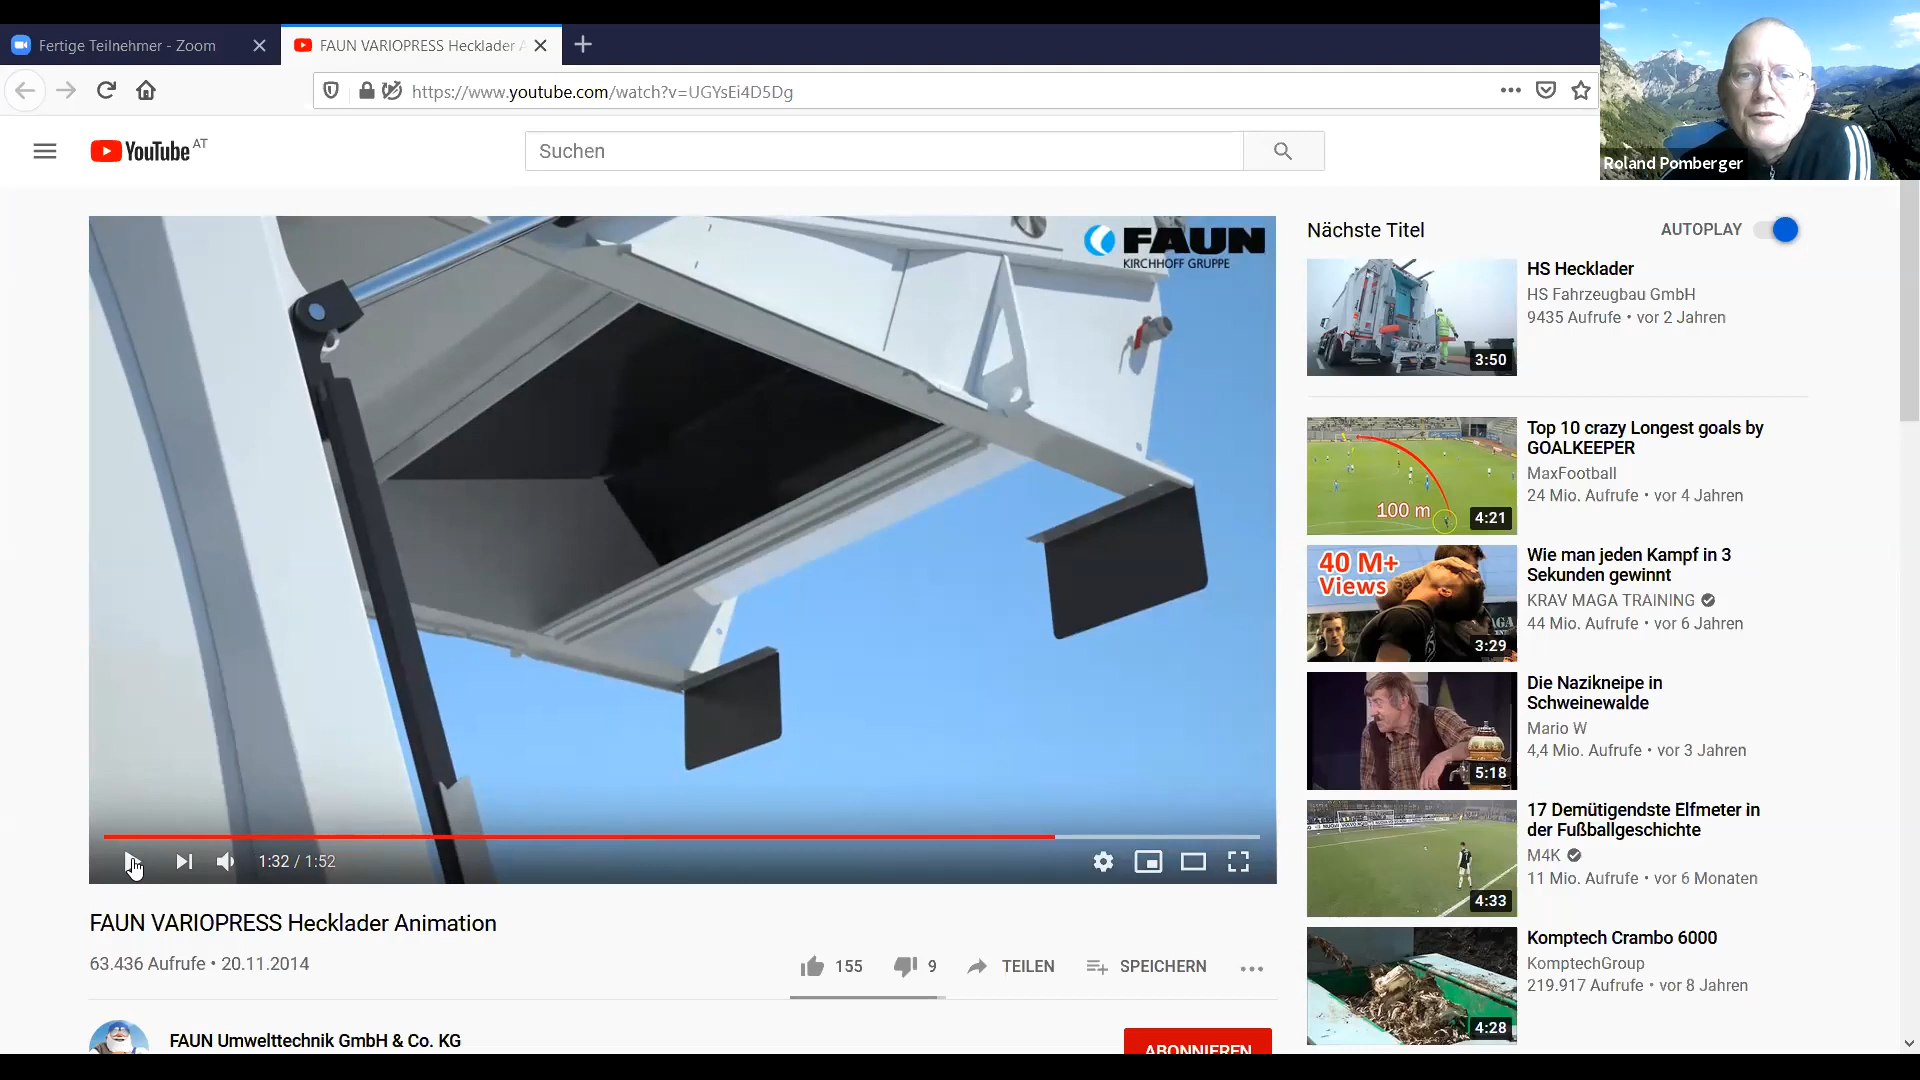 Fertige Teilnehmer - Zoom
FAUN VARIOPRESS Hecklader A
https://www.youtube.com/watch?v=UGYsEi4D5Dg
YouTube AT
Suchen
Roland Pomberger
FAUN
KIRCHHOFF GRUPPE
1:32 / 1:52
FAUN VARIOPRESS Hecklader Animation
63.436 Aufrufe • 20.11.2014
155
9
TEILEN
SPEICHERN
FAUN Umwelttechnik GmbH & Co. KG
ABONNIEREN
Nächste Titel
AUTOPLAY
3:50
HS Hecklader
HS Fahrzeugbau GmbH
9435 Aufrufe • vor 2 Jahren
100 m
4:21
Top 10 crazy Longest goals by
GOALKEEPER
MaxFootball
24 Mio. Aufrufe • vor 4 Jahren
40 M+
Views
3:29
Wie man jeden Kampf in 3
Sekunden gewinnt
KRAV MAGA TRAINING
44 Mio. Aufrufe • vor 6 Jahren
5:18
Die Nazikneipe in
Schweinewalde
Mario W
4,4 Mio. Aufrufe • vor 3 Jahren
4:33
17 Demütigendste Elfmeter in
der Fußballgeschichte
M4K
11 Mio. Aufrufe • vor 6 Monaten
4:28
Komptech Crambo 6000
KomptechGroup
219.917 Aufrufe • vor 8 Jahren